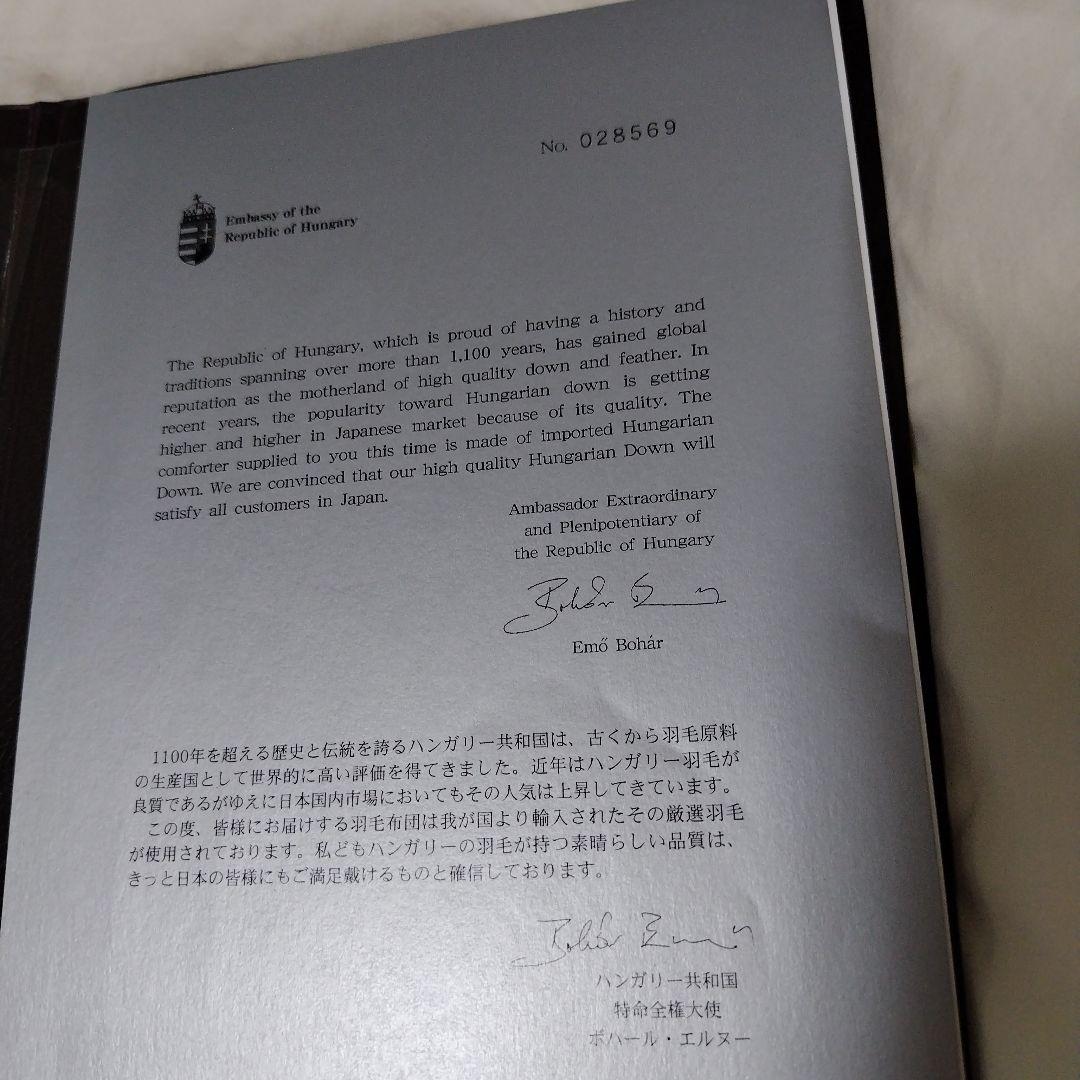 No. 028569
Embassy of the
Republic of Hungary
The Republic of Hungary, which is proud of having a history and
traditions spanning over more than 1,100 years, has gained global
reputation as the motherland of high quality down and feather. In
recent years, the popularity toward Hungarian down is getting
higher and higher in Japanese market because of its quality. The
comforter supplied to you this time is made of imported Hungarian
Down. We are convinced that our high quality Hungarian Down will
satisfy all customers in Japan.
Ambassador Extraordinary
and Plenipotentiary of
the Republic of Hungary
Emő Bohár
1100年を超える歴史と伝統を誇るハンガリー共和国は、古くから羽毛原料
の生産国として世界的に高い評価を得てきました。近年はハンガリー羽毛が
良質であるがゆえに日本国内市場においてもその人気は上昇してきています。
この度、皆様にお届けする羽毛布団は我が国より輸入されたその厳選羽毛
が使用されております。私どもハンガリーの羽毛が持つ素晴らしい品質は、
きっと日本の皆様にもご満足戴けるものと確信しております。
ハンガリー共和国
特命全権大使
ボハール・エルヌー